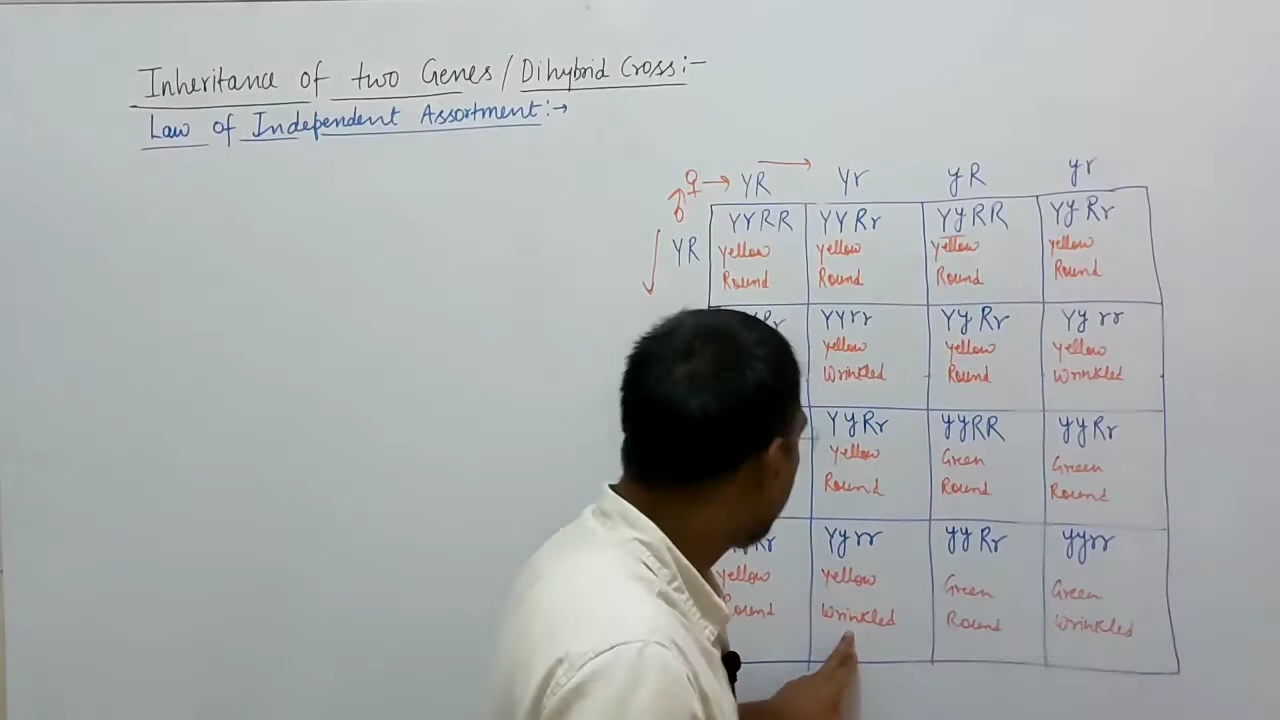 Inheritance of two Genes / Dihybrid Cross:-
Law of Independent Assortment:→
♂ ♀ → YR → Yr yR yr
YR YYRR YYRr YyRR YyRr
Yellow Yellow Yellow Yellow
Round Round Round Round
Rr YYrr YyRr Yyrr
Yellow Yellow Yellow
Wrinkled Round Wrinkled
YyRr yyRR yyRr
Yellow Green Green
Round Round Round
Rr Yyrr yyRr yyrr
Yellow Yellow Green Green
Round Wrinkled Round Wrinkled